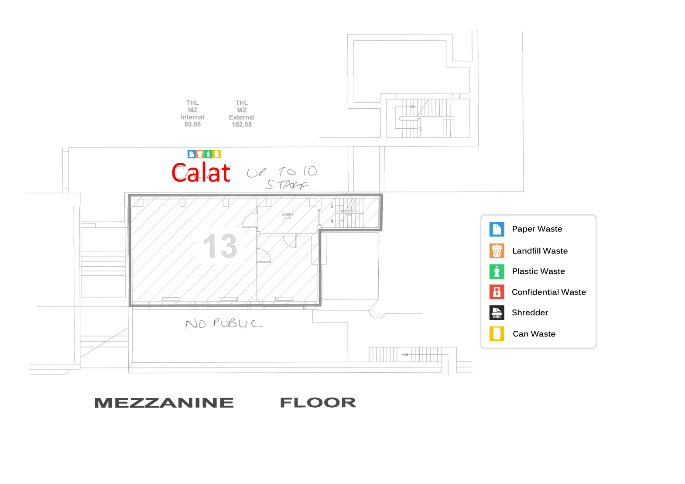 THL
MZ
Internal
80.86
THL
MZ
External
162.58
Calat
UP TO 10
STAFF
LOBBY
13
NO PUBLIC
Paper Waste
Landfill Waste
Plastic Waste
Confidential Waste
Shredder
Can Waste
MEZZANINE FLOOR